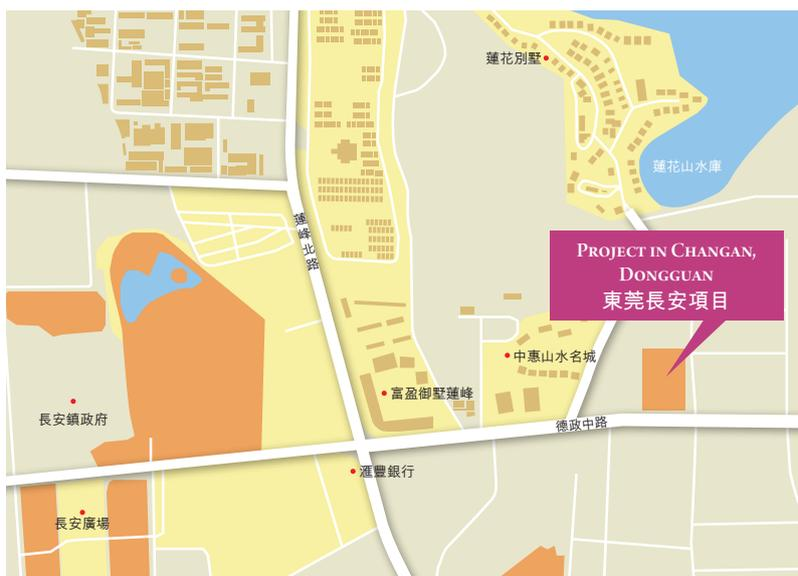 蓮花別墅
蓮花山水庫
蓮峰北路
PROJECT IN CHANGAN,
DONGGUAN
東莞長安項目
中惠山水名城
富盈御墅蓮峰
長安鎮政府
德政中路
滙豐銀行
長安廣場